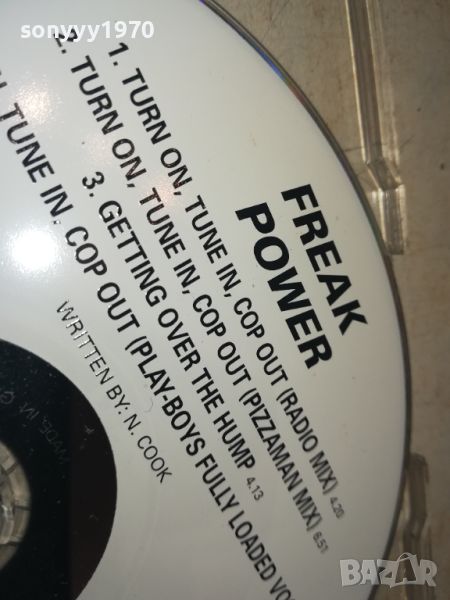 sonyyy1970
FREAK
POWER
1. TURN ON, TUNE IN, COP OUT (RADIO MIX) 4.20
2. TURN ON, TUNE IN, COP OUT (PIZZAMAN MIX) 6.53
3. GETTING OVER THE HUMP 4.13
TUNE IN, COP OUT (PLAY-BOYS FULLY LOADED
WRITTEN BY: N. COOK
BAZAR